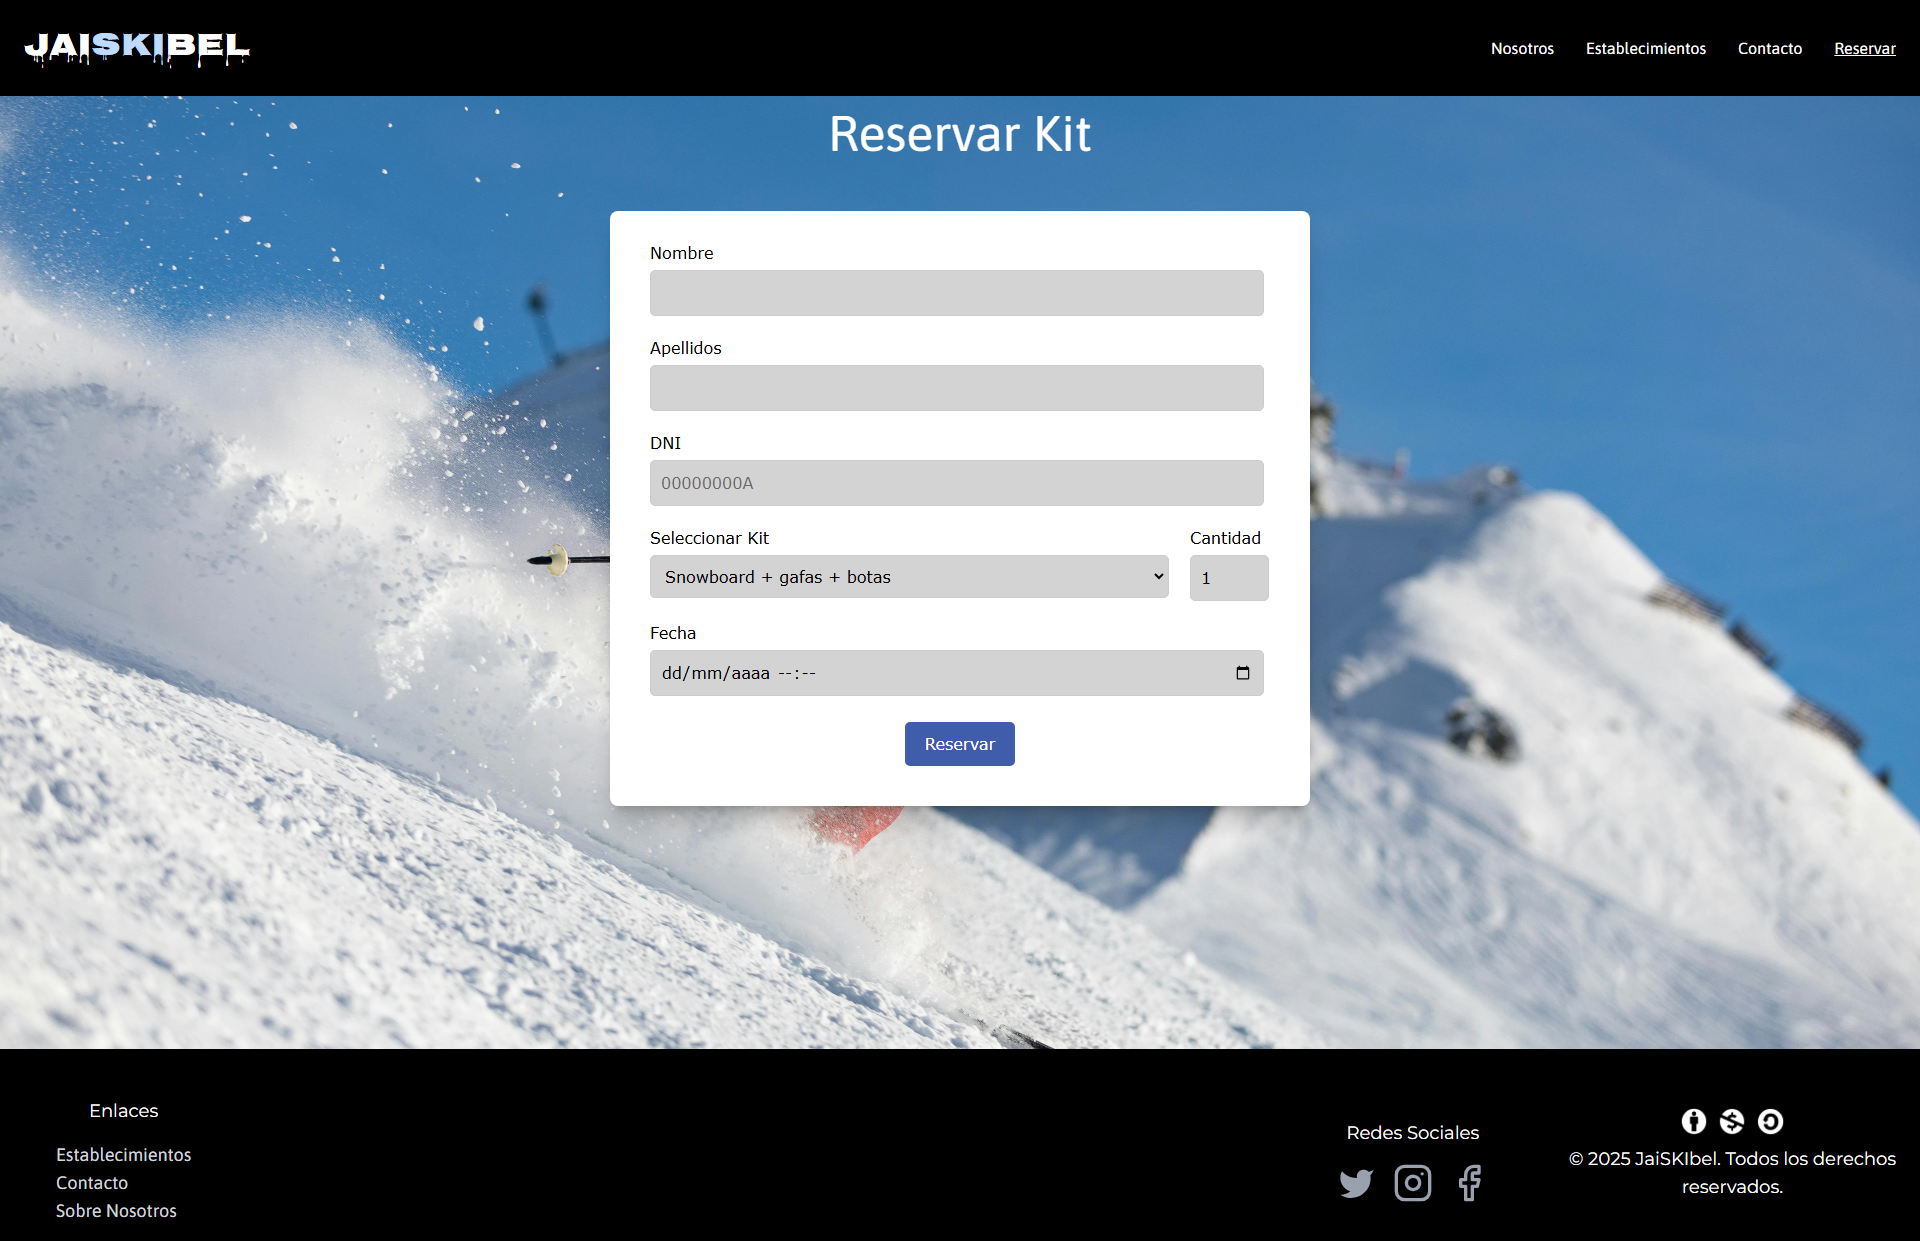 JAISKIBEL
Nosotros Establecimientos Contacto Reservar
Reservar Kit
Nombre
Apellidos
DNI
00000000A
Seleccionar Kit Cantidad
Snowboard + gafas + botas 1
Fecha
dd/mm/aaaa --:--
Reservar
Enlaces
Establecimientos
Contacto
Sobre Nosotros
Redes Sociales
© 2025 JaiSKIbel. Todos los derechos
reservados.